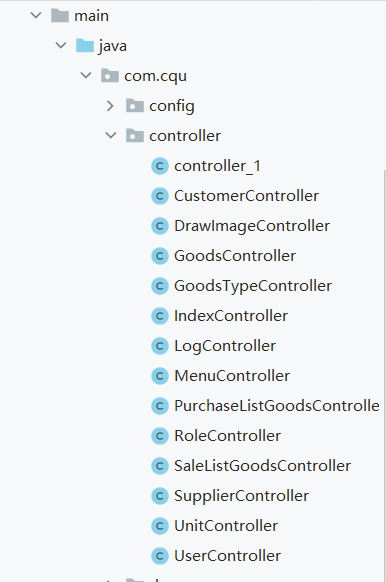 main
java
com.cqu
config
controller
controller_1
CustomerController
DrawImageController
GoodsController
GoodsTypeController
IndexController
LogController
MenuController
PurchaseListGoodsControlle
RoleController
SaleListGoodsController
SupplierController
UnitController
UserController